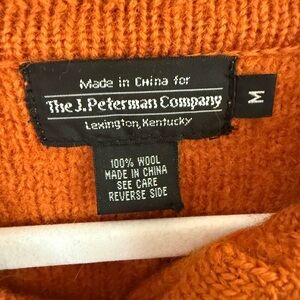 Made in China for
The J. Peterman Company
Lexington, Kentucky
M
100% WOOL
MADE IN CHINA
SEE CARE
REVERSE SIDE